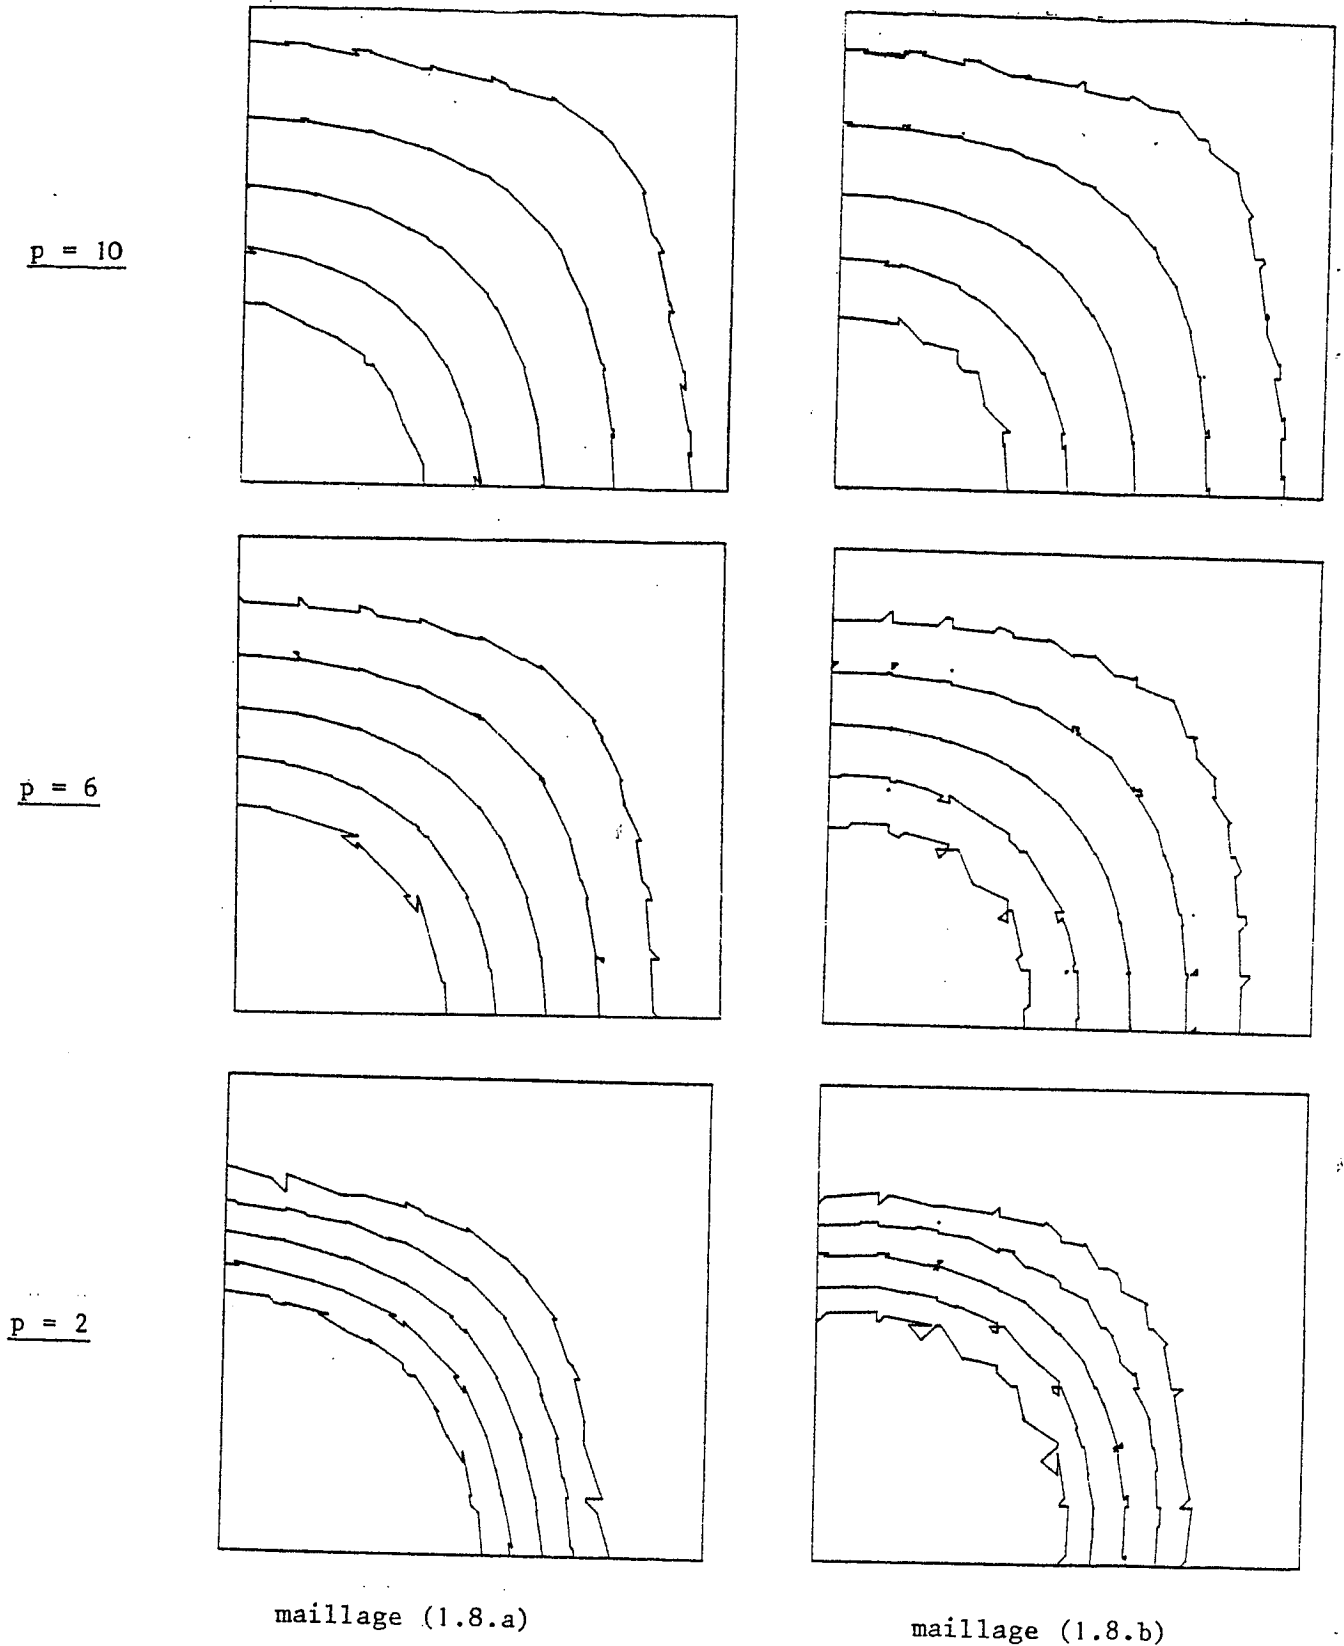 p = 10
p = 6
p = 2
maillage (1.8.a)
maillage (1.8.b)